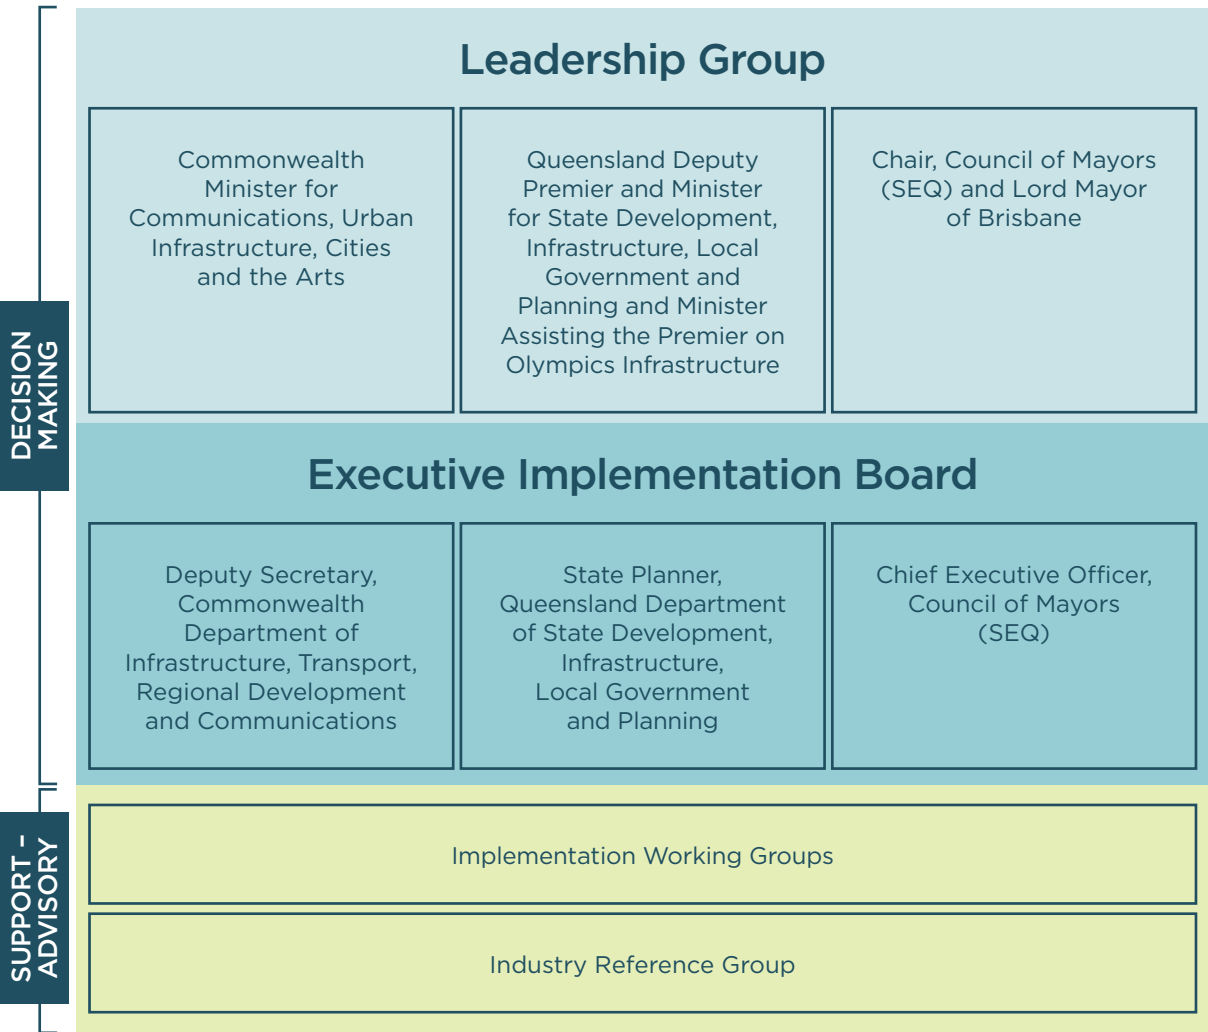 Leadership Group
Commonwealth
Minister for
Communications, Urban
Infrastructure, Cities
and the Arts
Queensland Deputy
Premier and Minister
for State Development,
Infrastructure, Local
Government and
Planning and Minister
Assisting the Premier on
Olympics Infrastructure
Chair, Council of Mayors
(SEQ) and Lord Mayor
of Brisbane
DECISION
MAKING
Executive Implementation Board
Deputy Secretary,
Commonwealth
Department of
Infrastructure, Transport,
Regional Development
and Communications
State Planner,
Queensland Department
of State Development,
Infrastructure,
Local Government
and Planning
Chief Executive Officer,
Council of Mayors
(SEQ)
SUPPORT –
ADVISORY
Implementation Working Groups
Industry Reference Group